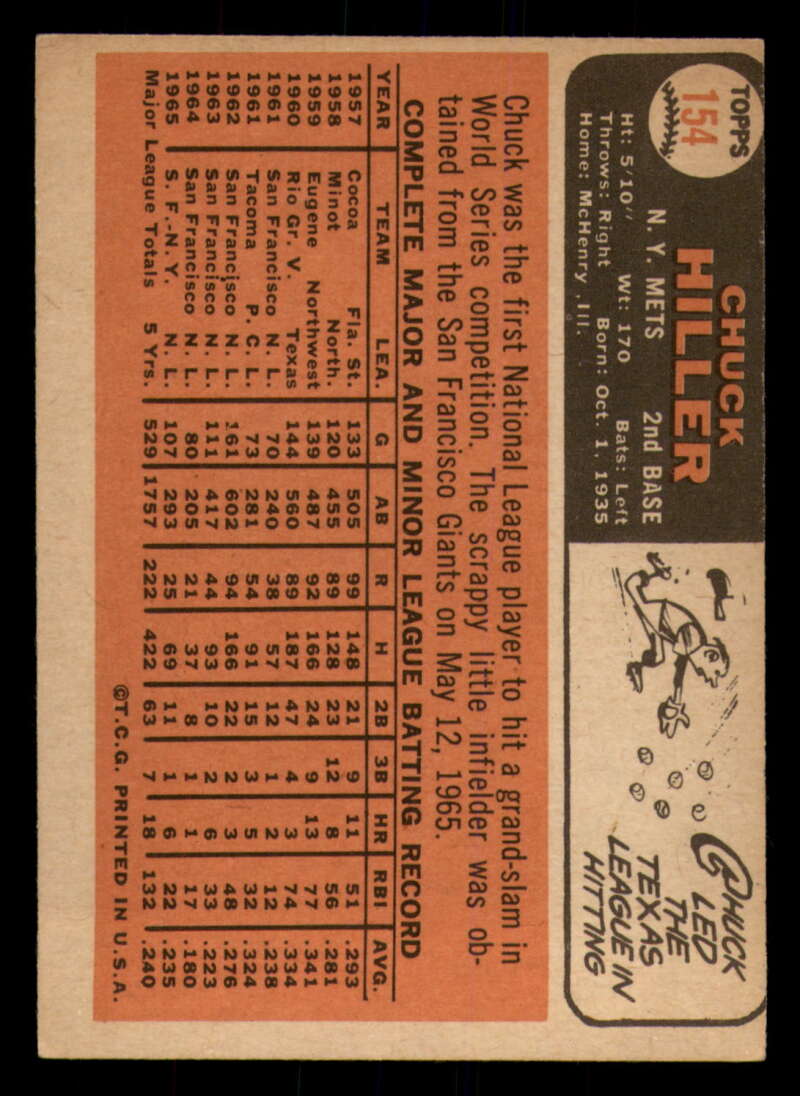 TOPPS
154
CHUCK
HILLER
N. Y. METS 2nd BASE
Ht: 5'10" Wt: 170 Bats: Left
Throws: Right Born: Oct. 1, 1935
Home: McHenry, Ill.
CHUCK
LED
THE
TEXAS
LEAGUE IN
HITTING
Chuck was the first National League player to hit a grand-slam in
World Series competition. The scrappy little infielder was ob-
tained from the San Francisco Giants on May 12, 1965.
COMPLETE MAJOR AND MINOR LEAGUE BATTING RECORD
YEAR TEAM LEA. G AB R H 2B 3B HR RBI AVG.
1957 Cocoa Fla. St. 133 505 99 148 21 9 11 51 .293
1958 Minot North. 120 455 89 128 23 12 8 56 .281
1959 Eugene Northwest 139 487 92 166 24 9 13 77 .341
1960 Rio Gr. V. Texas 144 560 89 187 47 4 3 74 .334
1961 San Francisco N. L. 70 240 38 57 12 1 2 12 .238
1961 Tacoma P. C. L. 73 281 54 91 15 3 5 32 .324
1962 San Francisco N. L. 161 602 94 166 22 2 3 48 .276
1963 San Francisco N. L. 111 417 44 93 10 2 6 33 .223
1964 San Francisco N. L. 80 205 21 37 8 1 1 17 .180
1965 S. F.-N. Y. N. L. 107 293 25 69 11 1 6 22 .235
Major League Totals 5 Yrs. 529 1757 222 422 63 7 18 132 .240
©T.C.G. PRINTED IN U.S.A.